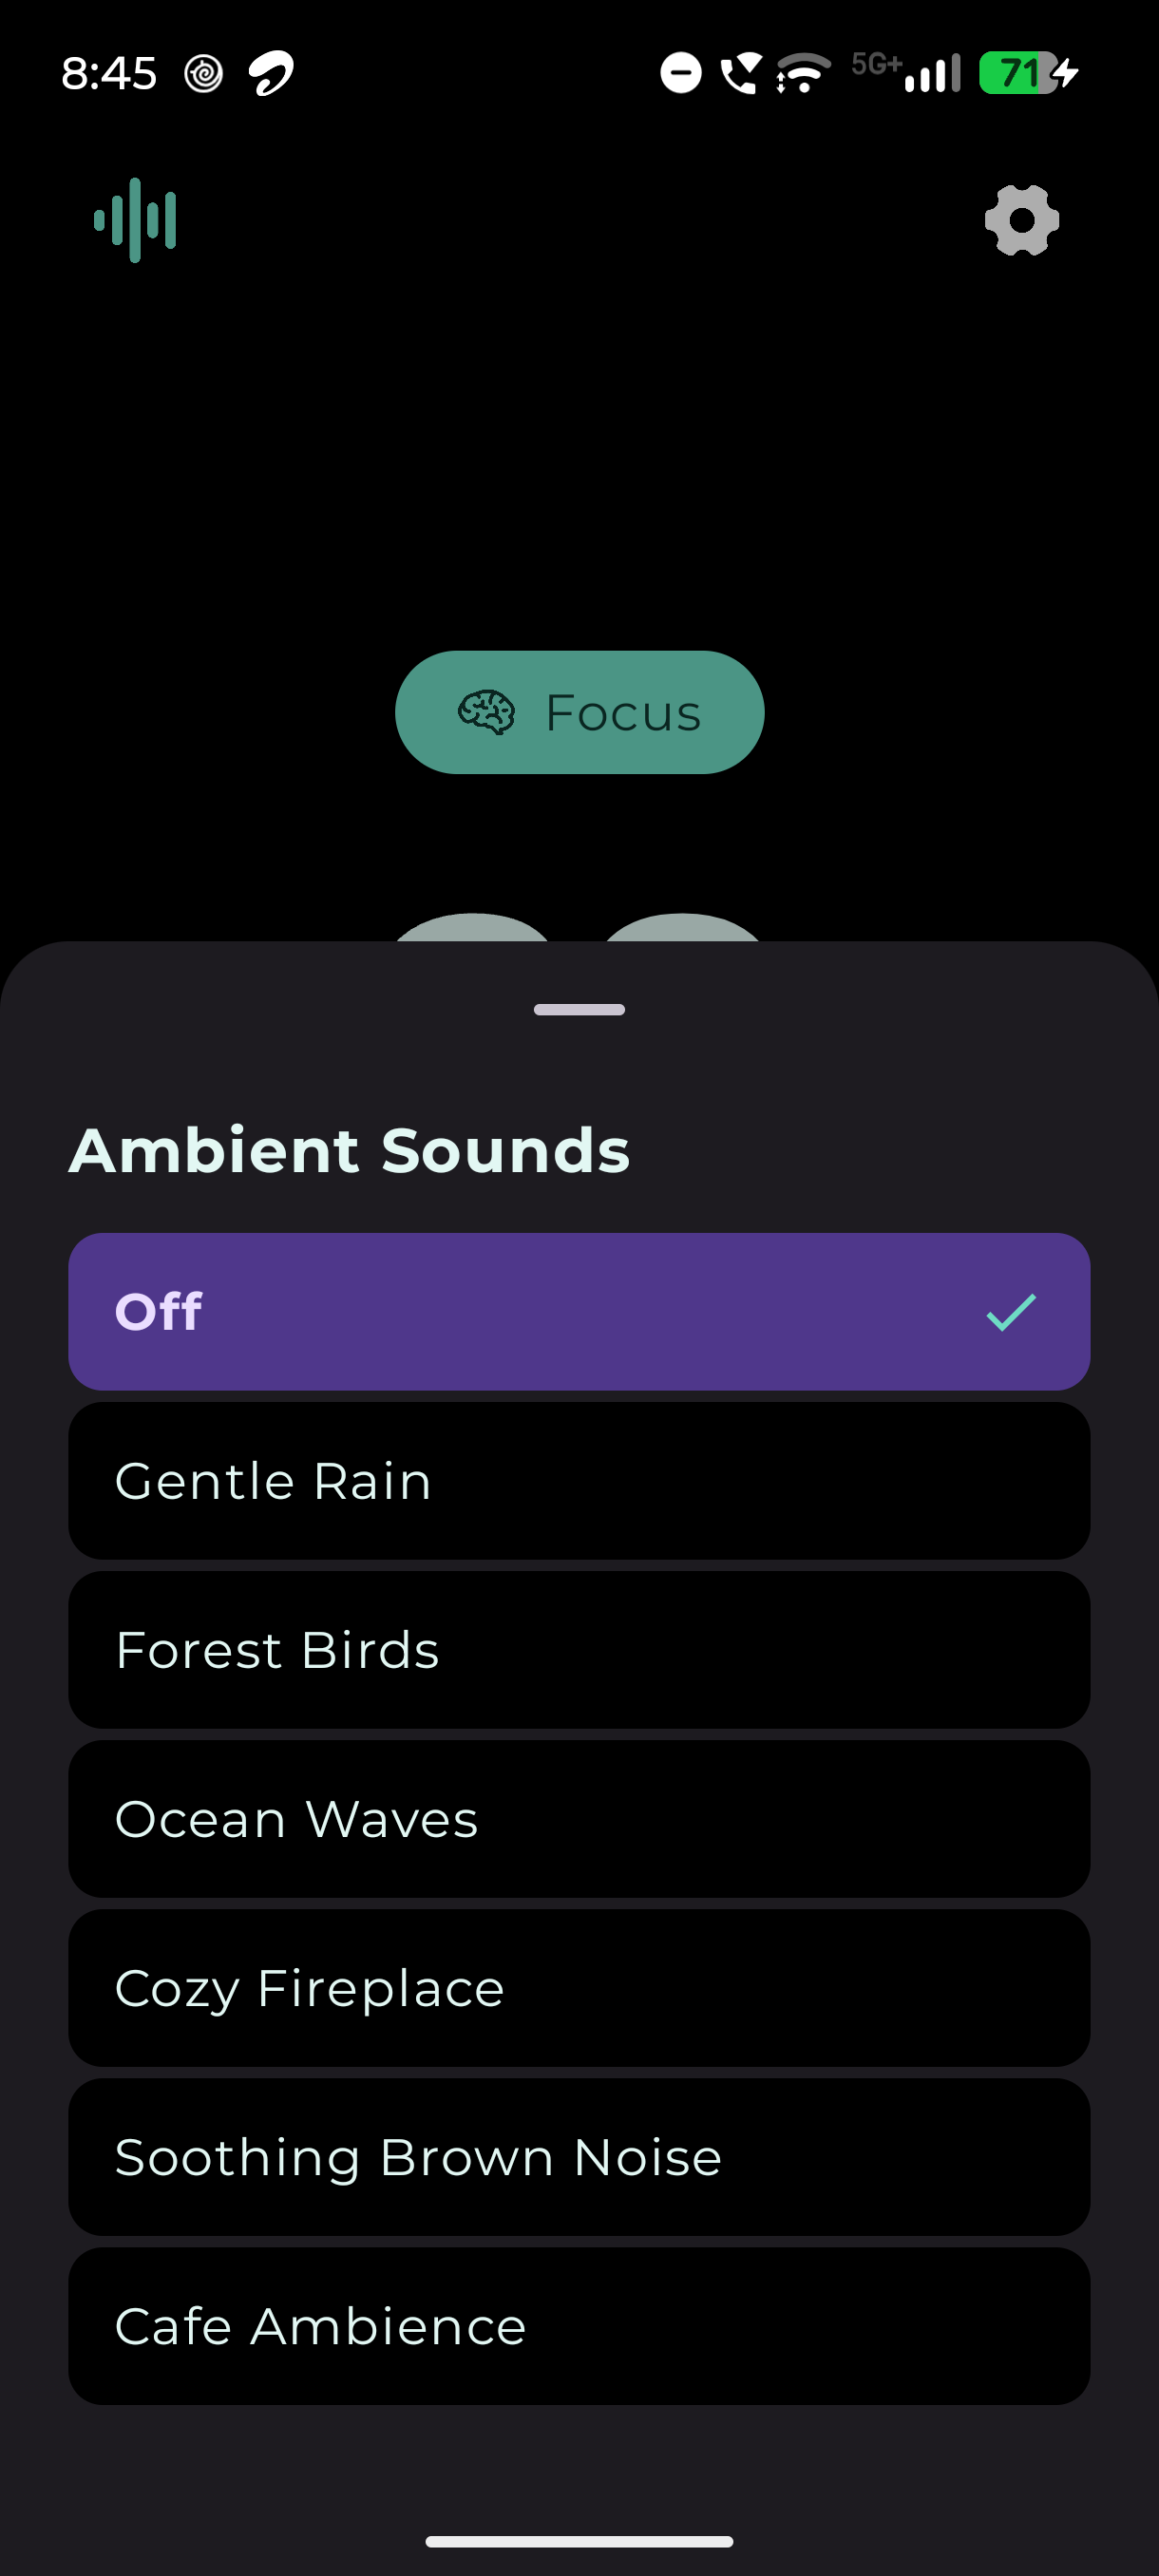 8:45
5G+
71
Focus
Ambient Sounds
Off
Gentle Rain
Forest Birds
Ocean Waves
Cozy Fireplace
Soothing Brown Noise
Cafe Ambience